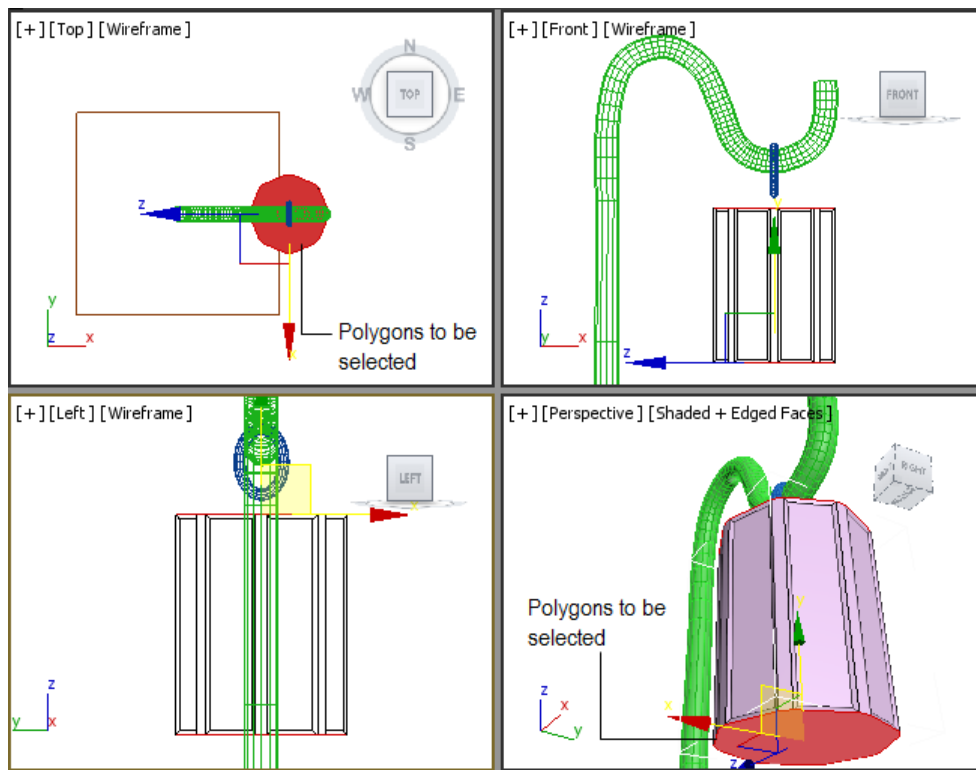 [+] [Top] [Wireframe]
N
W
TOP
E
S
z
x
Polygons to be
selected
y
z
x
[+] [Front] [Wireframe]
FRONT
y
z
z
y
x
[+] [Left] [Wireframe]
LEFT
x
z
y
x
[+] [Perspective] [Shaded + Edged Faces]
RIGHT
Polygons to be
selected
y
x
z
z
x
y